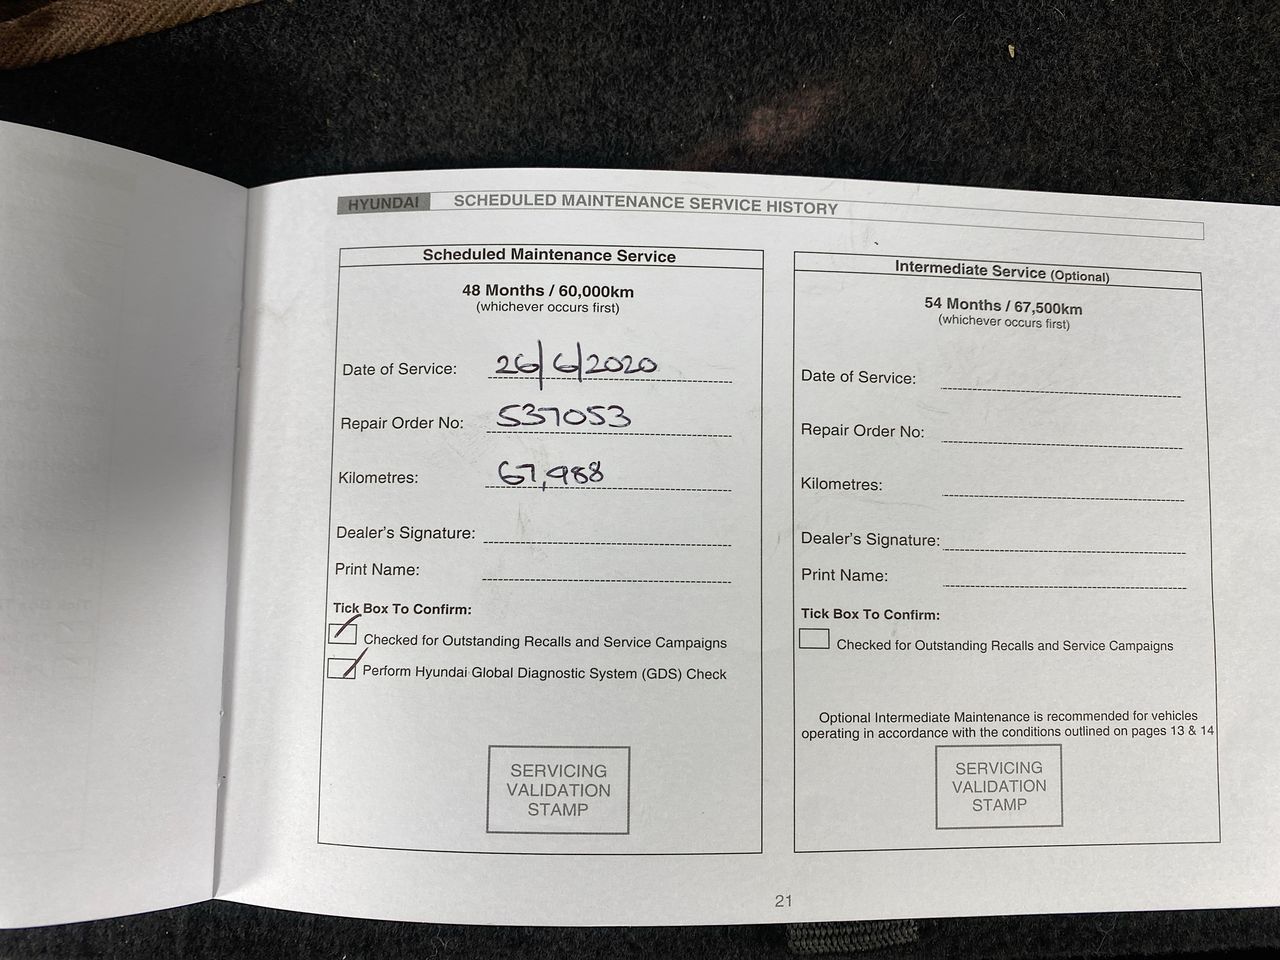 HYUNDAI SCHEDULED MAINTENANCE SERVICE HISTORY
Scheduled Maintenance Service
48 Months / 60,000km
(whichever occurs first)
Date of Service: 26/6/2020
Repair Order No: 537053
Kilometres: 67,988
Dealer's Signature:
Print Name:
Tick Box To Confirm:
Checked for Outstanding Recalls and Service Campaigns
Perform Hyundai Global Diagnostic System (GDS) Check
SERVICING
VALIDATION
STAMP
Intermediate Service (Optional)
54 Months / 67,500km
(whichever occurs first)
Date of Service:
Repair Order No:
Kilometres:
Dealer's Signature:
Print Name:
Tick Box To Confirm:
Checked for Outstanding Recalls and Service Campaigns
Optional Intermediate Maintenance is recommended for vehicles
operating in accordance with the conditions outlined on pages 13 & 14
SERVICING
VALIDATION
STAMP
21